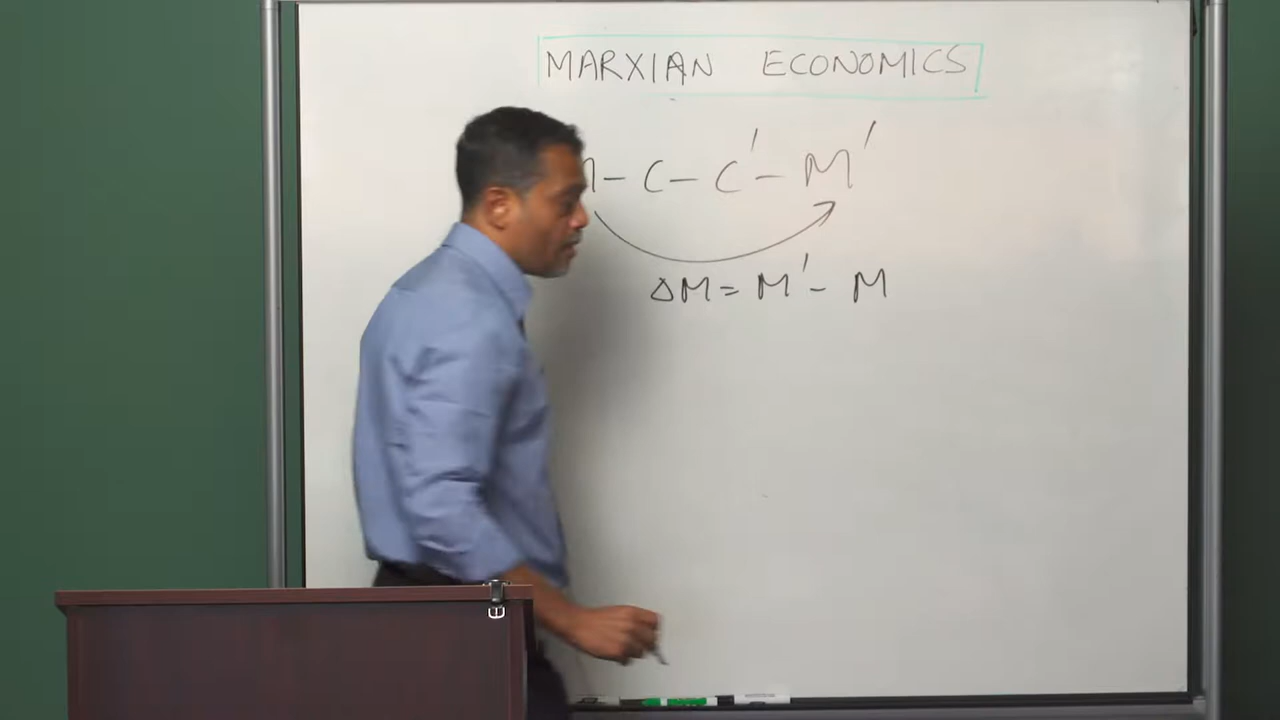 MARXIAN ECONOMICS
M - C - C' - M'
ΔM = M' - M